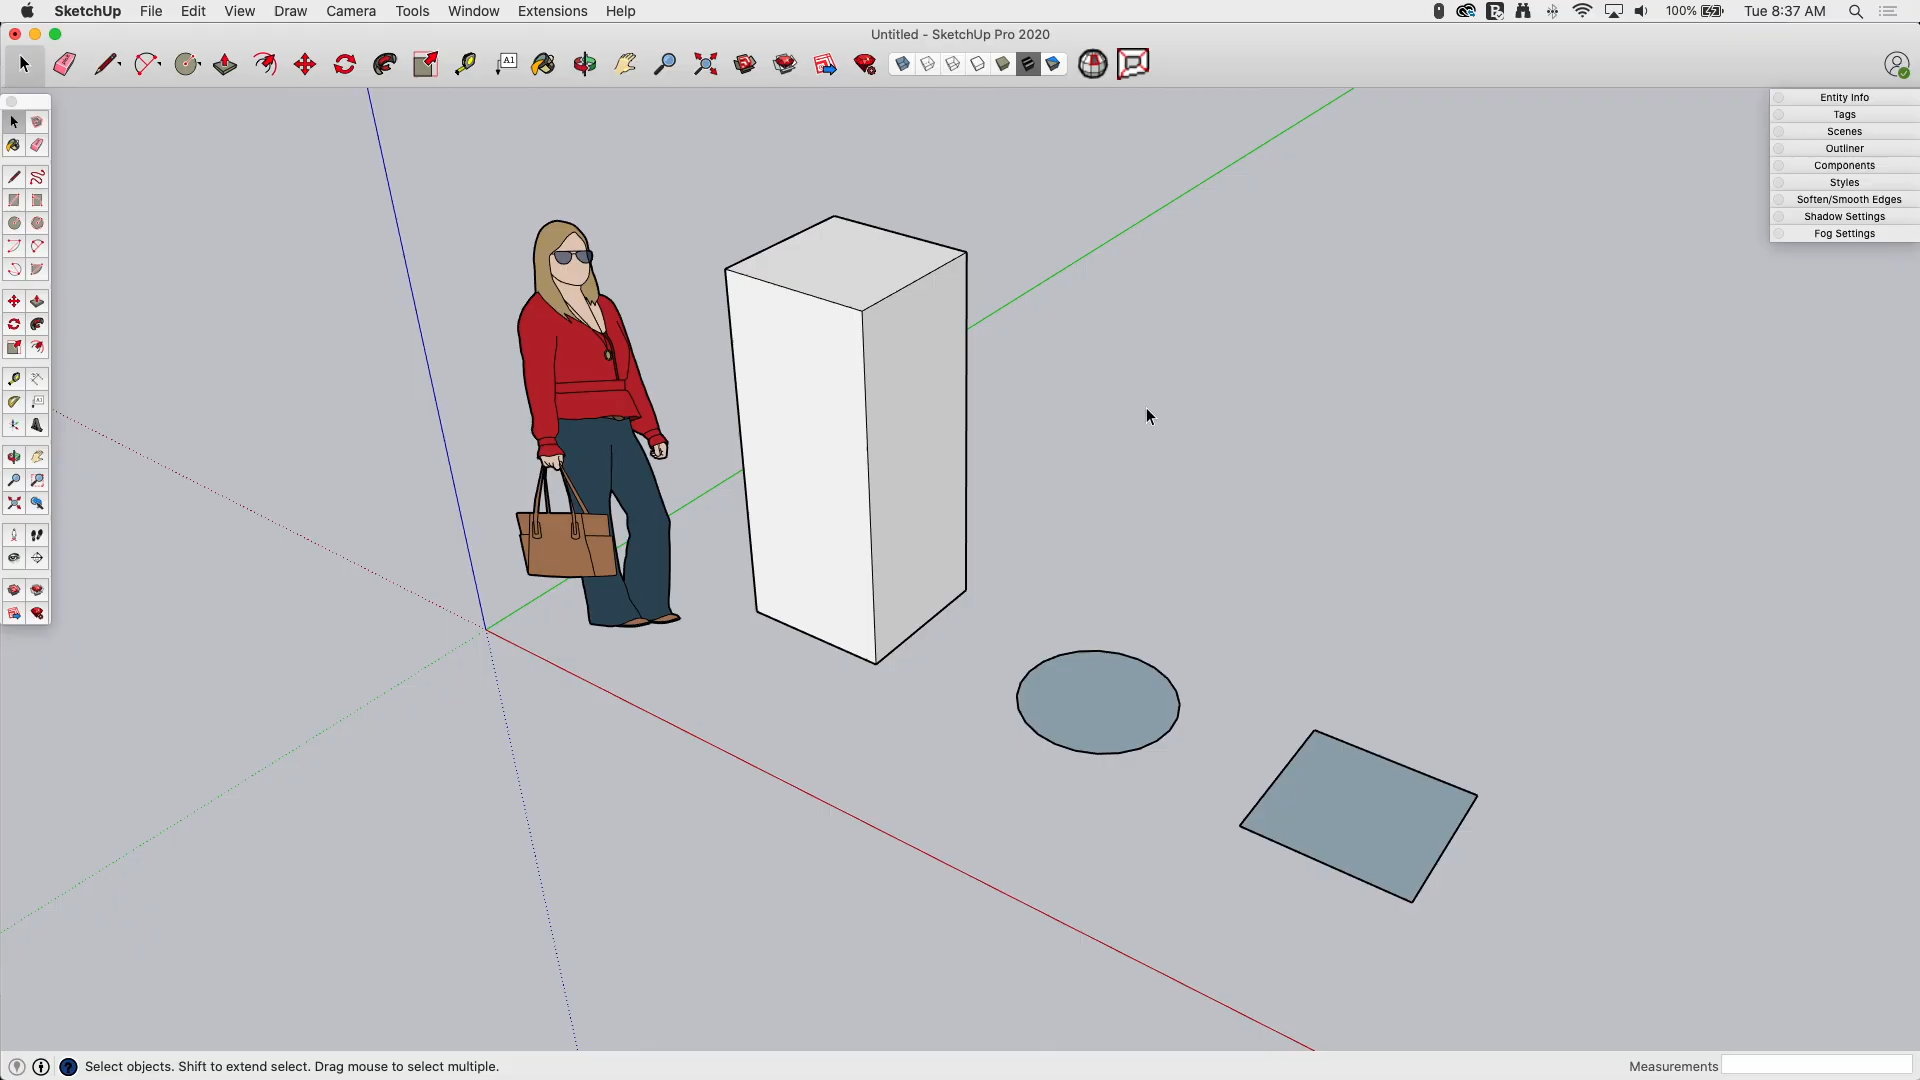 SketchUp File Edit View Draw Camera Tools Window Extensions Help 100% Tue 8:37 AM
Untitled - SketchUp Pro 2020
A1
Entity Info
Tags
Scenes
Outliner
Components
Styles
Soften/Smooth Edges
Shadow Settings
Fog Settings
Select objects. Shift to extend select. Drag mouse to select multiple. Measurements